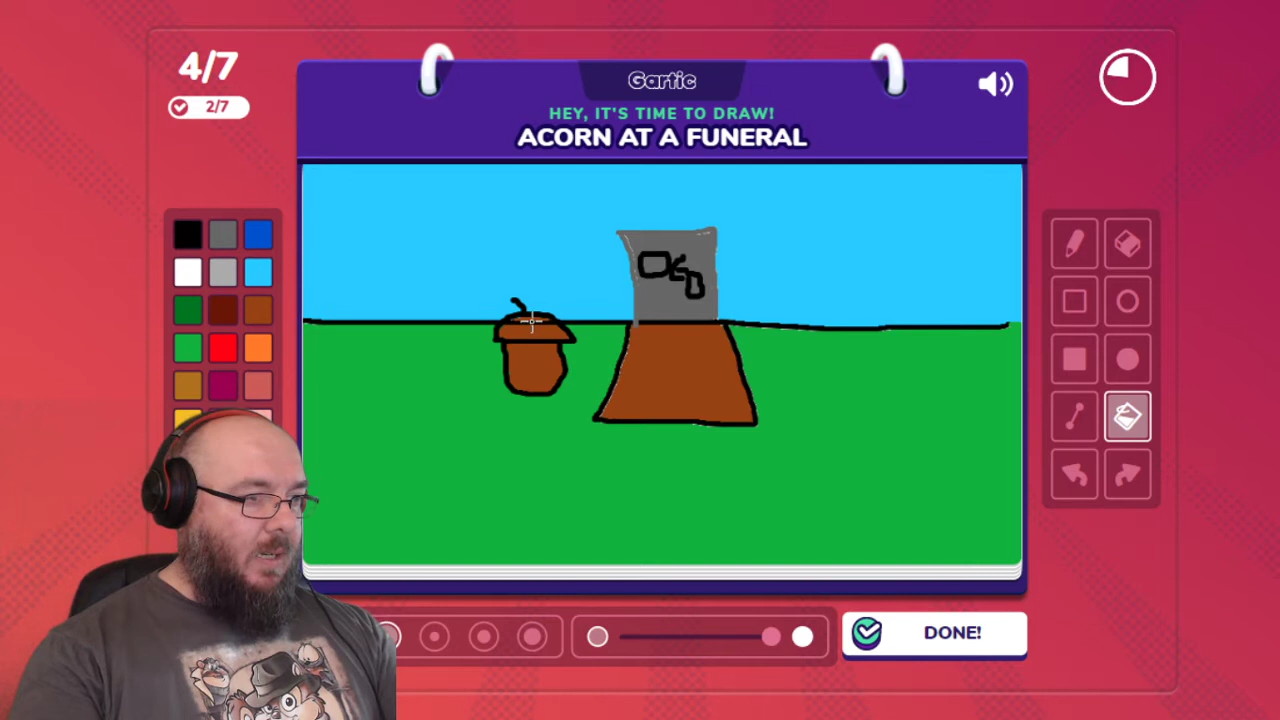 4/7
2/7
Gartic
HEY, IT'S TIME TO DRAW!
ACORN AT A FUNERAL
DONE!